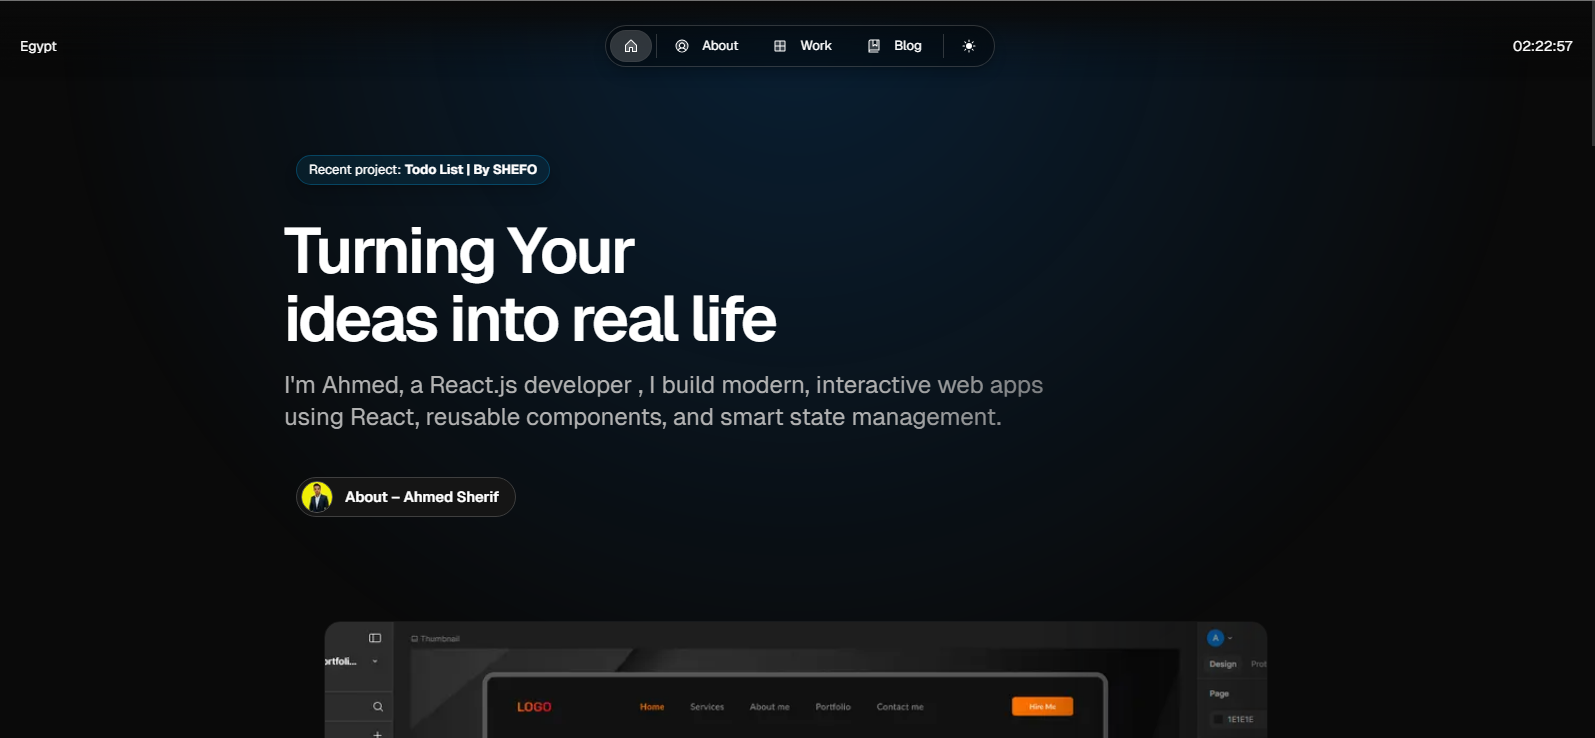 Egypt
About
Work
Blog
02:22:57
Recent project: Todo List | By SHEFO
Turning Your
ideas into real life
I'm Ahmed, a React.js developer , I build modern, interactive web apps
using React, reusable components, and smart state management.
About – Ahmed Sherif
Thumbnail
A
ortfoli...
Design Prot
Page
LOGO
Home Services About me Portfolio Contact me
Hire Me
1E1E1E